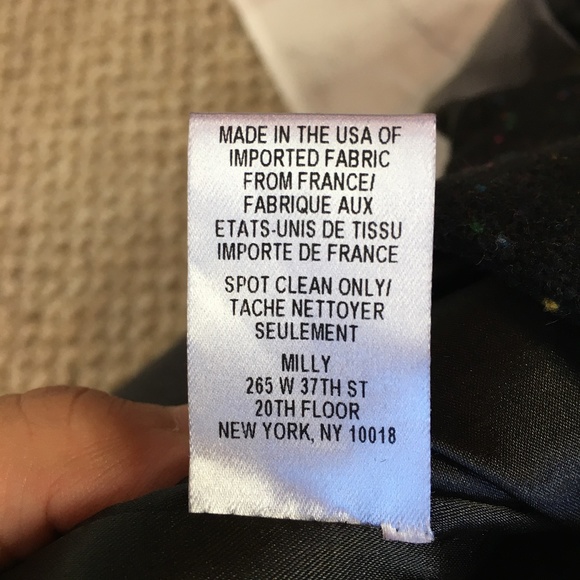 MADE IN THE USA OF
IMPORTED FABRIC
FROM FRANCE/
FABRIQUE AUX
ETATS-UNIS DE TISSU
IMPORTE DE FRANCE
SPOT CLEAN ONLY/
TACHE NETTOYER
SEULEMENT
MILLY
265 W 37TH ST
20TH FLOOR
NEW YORK, NY 10018